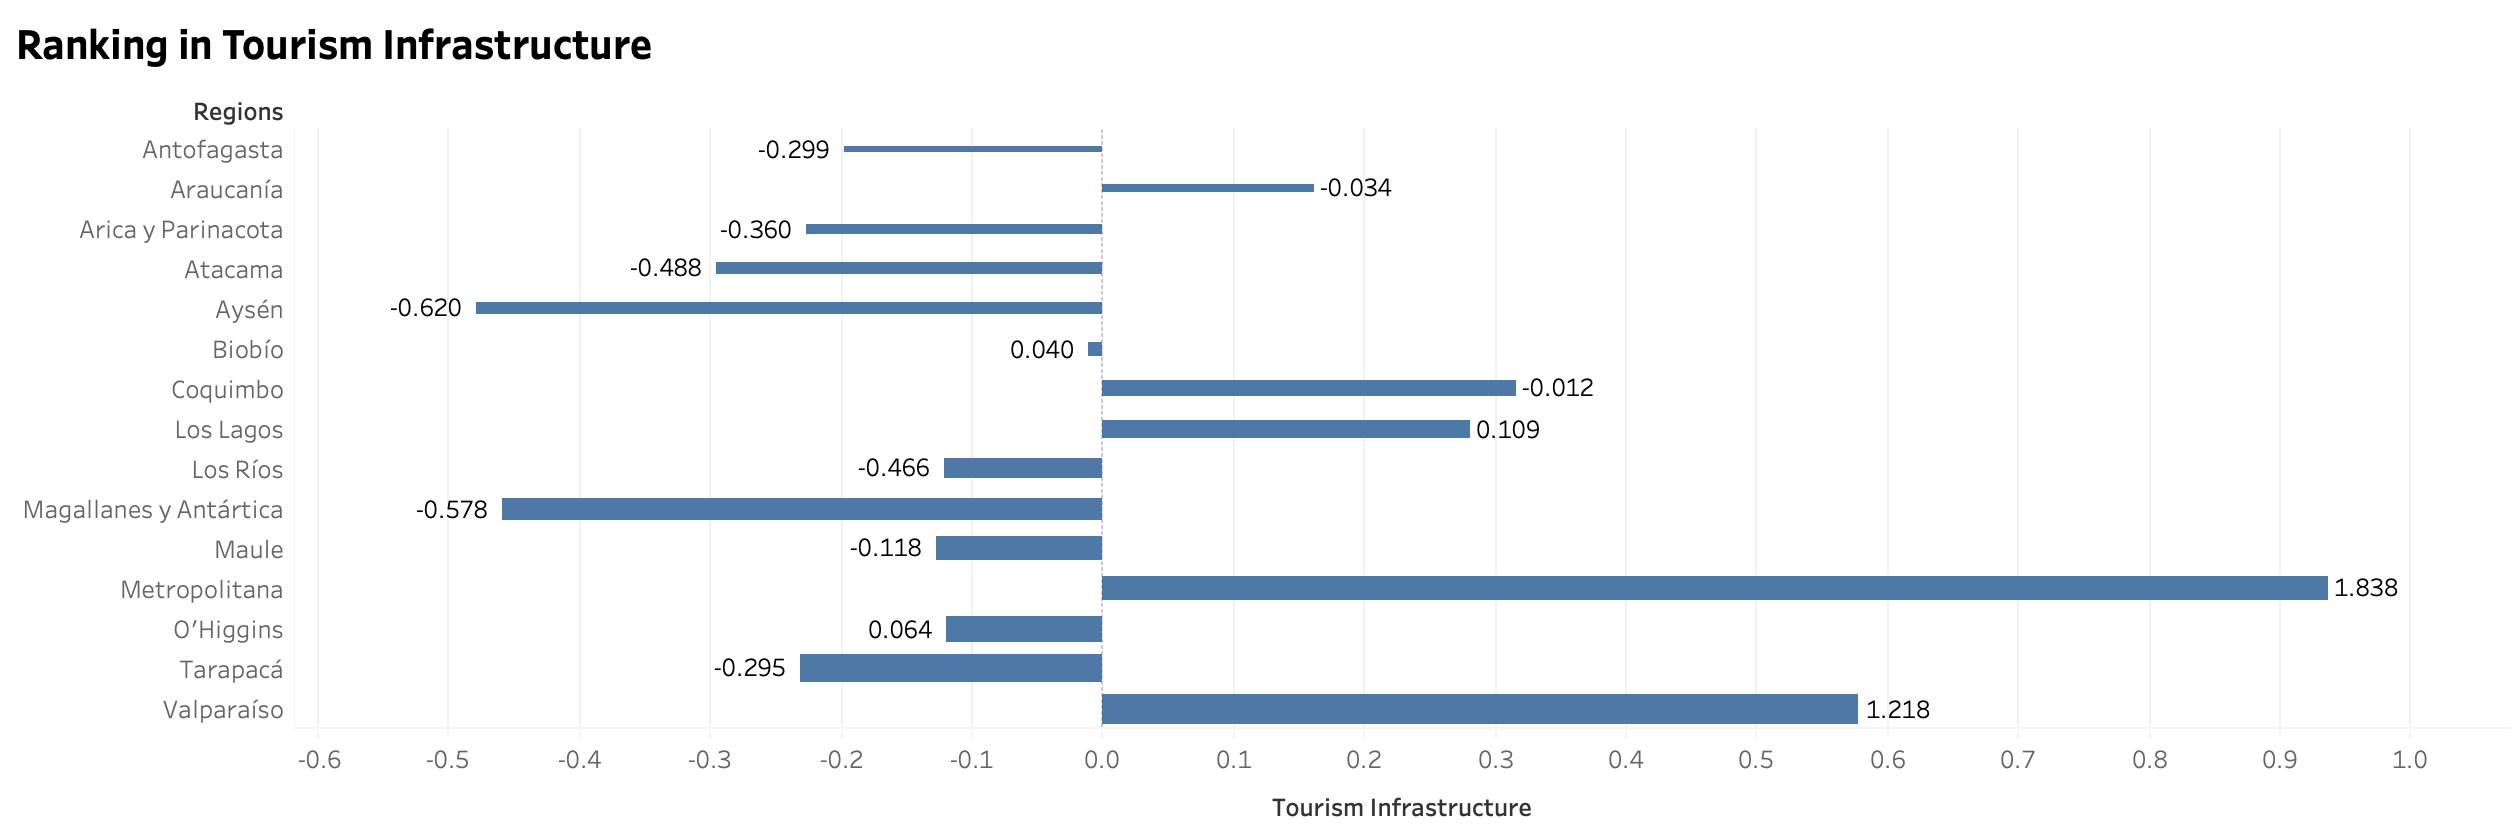 Ranking in Tourism Infrastructure
Regions
Antofagasta -0.299
Araucanía -0.034
Arica y Parinacota -0.360
Atacama -0.488
Aysén -0.620
Biobío 0.040
Coquimbo -0.012
Los Lagos 0.109
Los Ríos -0.466
Magallanes y Antártica -0.578
Maule -0.118
Metropolitana 1.838
O’Higgins 0.064
Tarapacá -0.295
Valparaíso 1.218
-0.6 -0.5 -0.4 -0.3 -0.2 -0.1 0.0 0.1 0.2 0.3 0.4 0.5 0.6 0.7 0.8 0.9 1.0
Tourism Infrastructure